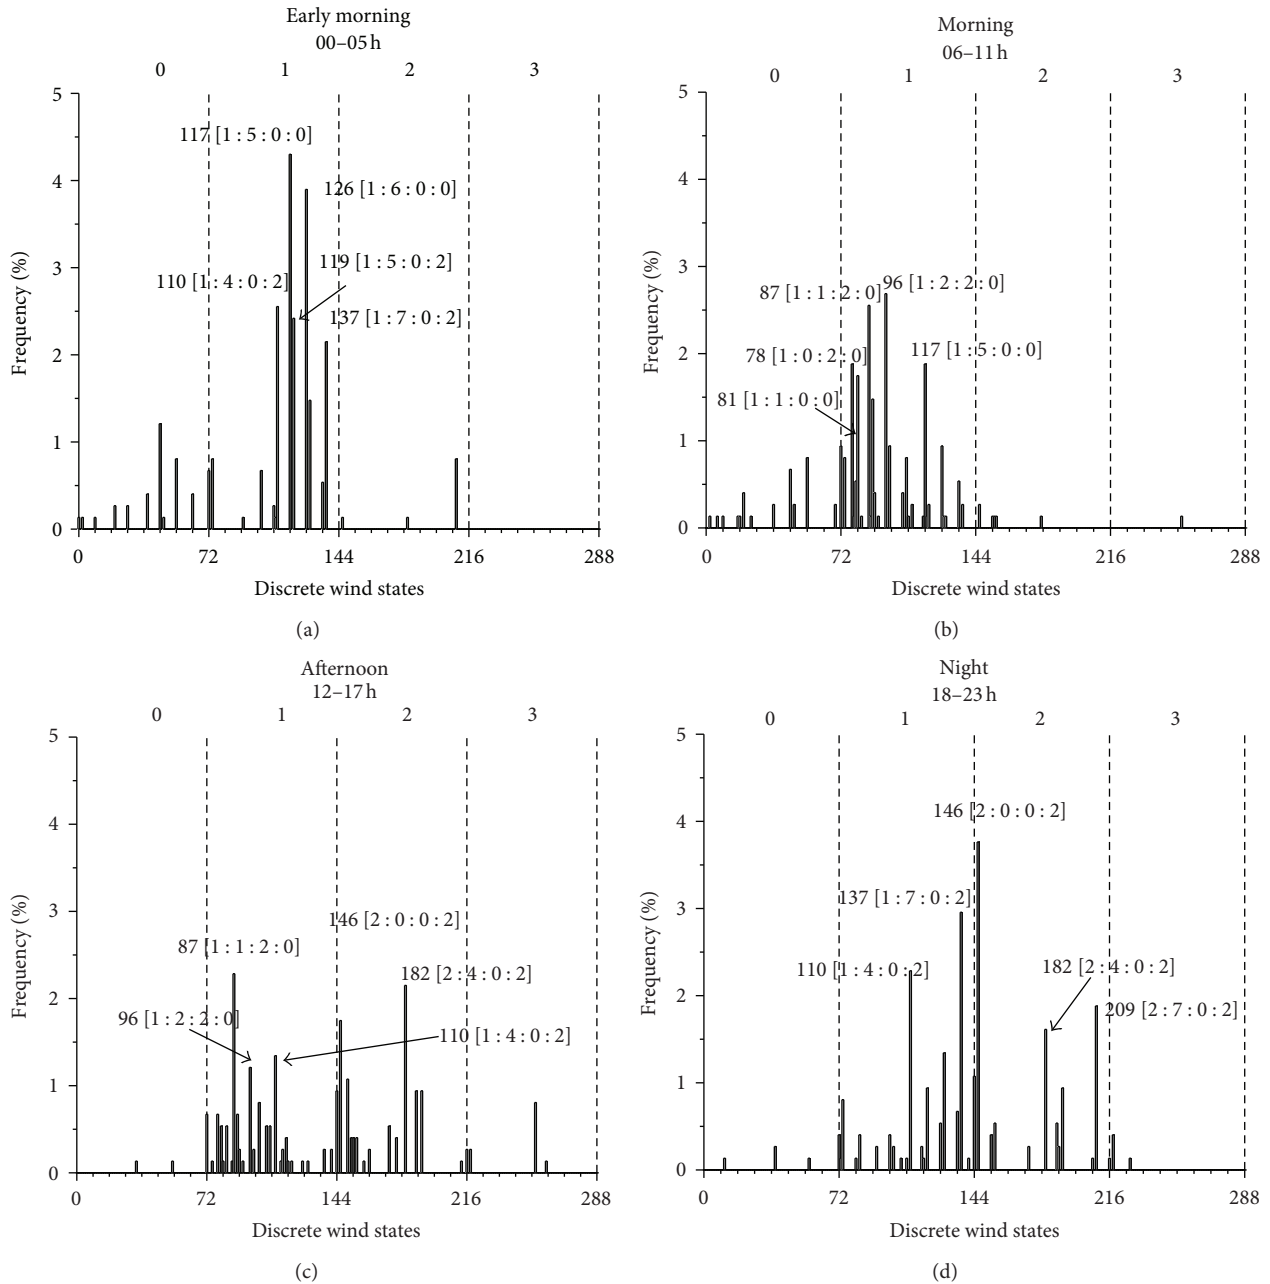 Early morning
00–05 h
0 1 2 3
5
117 [1 : 5 : 0 : 0]
4
126 [1 : 6 : 0 : 0]
3
119 [1 : 5 : 0 : 2]
110 [1 : 4 : 0 : 2]
137 [1 : 7 : 0 : 2]
2
1
0
Frequency (%)
0 72 144 216 288
Discrete wind states
(a)
Morning
06–11 h
0 1 2 3
5
4
3
96 [1 : 2 : 2 : 0]
87 [1 : 1 : 2 : 0]
2
78 [1 : 0 : 2 : 0]
117 [1 : 5 : 0 : 0]
81 [1 : 1 : 0 : 0]
1
0
Frequency (%)
0 72 144 216 288
Discrete wind states
(b)
Afternoon
12–17 h
0 1 2 3
5
4
3
146 [2 : 0 : 0 : 2]
87 [1 : 1 : 2 : 0]
182 [2 : 4 : 0 : 2]
2
96 [1 : 2 : 2 : 0]
110 [1 : 4 : 0 : 2]
1
0
Frequency (%)
0 72 144 216 288
Discrete wind states
(c)
Night
18–23 h
0 1 2 3
5
4
146 [2 : 0 : 0 : 2]
3
137 [1 : 7 : 0 : 2]
110 [1 : 4 : 0 : 2]
182 [2 : 4 : 0 : 2]
2
209 [2 : 7 : 0 : 2]
1
0
Frequency (%)
0 72 144 216 288
Discrete wind states
(d)